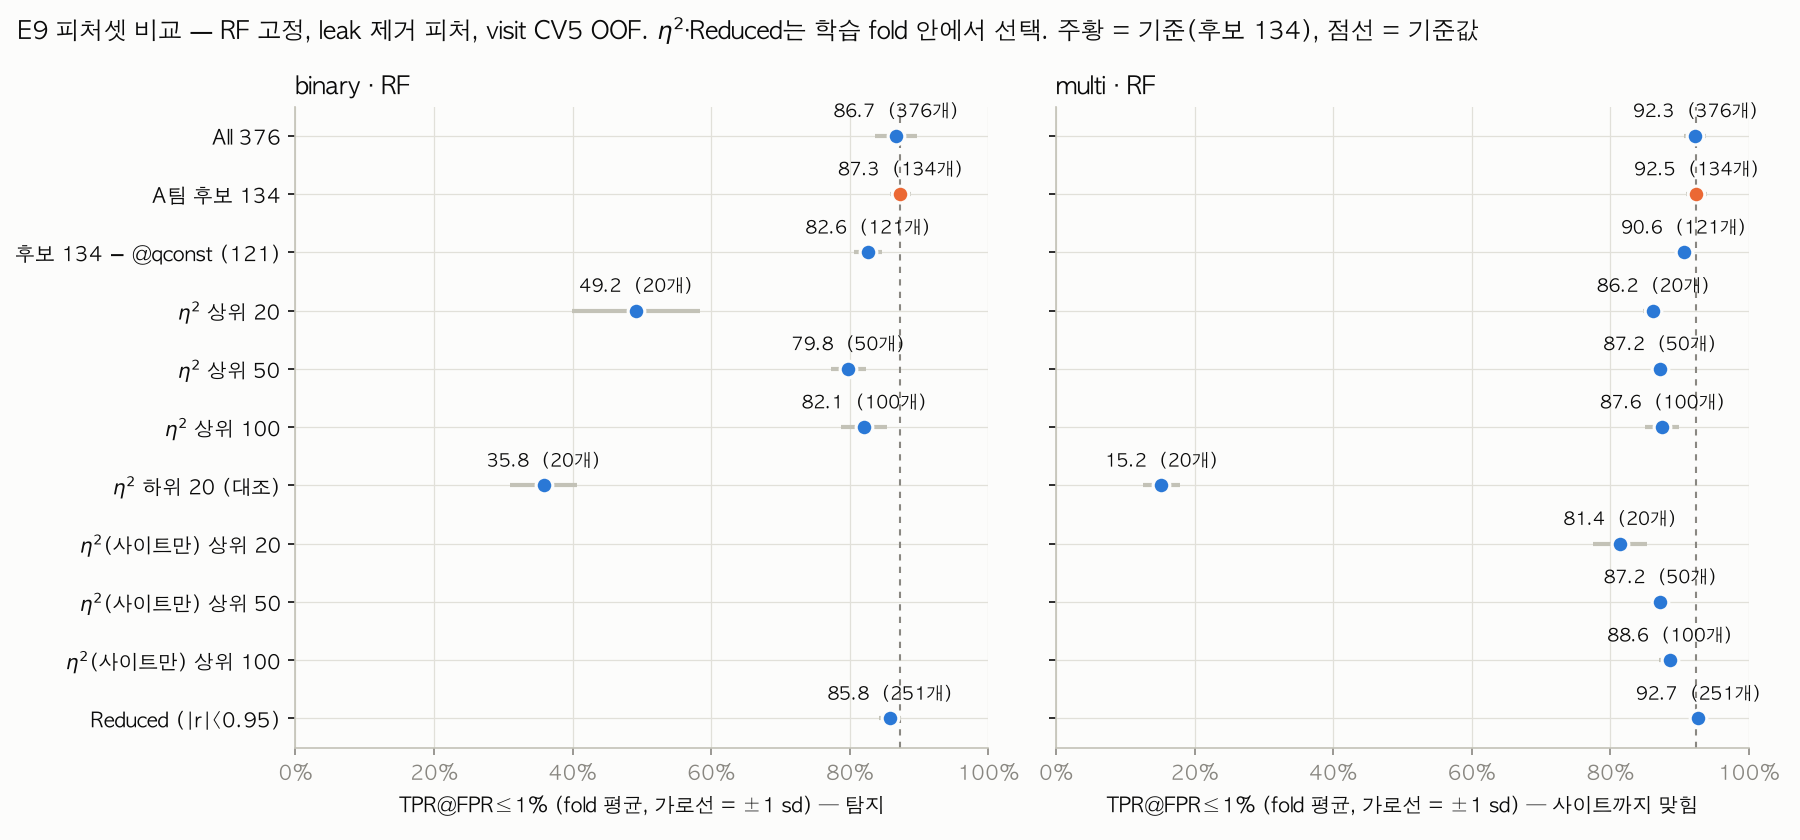 E9 피처셋 비교 — RF 고정, leak 제거 피처, visit CV5 OOF. η²·Reduced는 학습 fold 안에서 선택. 주황 = 기준(후보 134), 점선 = 기준값
binary · RF
multi · RF
All 376
86.7 (376개)
92.3 (376개)
A팀 후보 134
87.3 (134개)
92.5 (134개)
후보 134 − @qconst (121)
82.6 (121개)
90.6 (121개)
η² 상위 20
49.2 (20개)
86.2 (20개)
η² 상위 50
79.8 (50개)
87.2 (50개)
η² 상위 100
82.1 (100개)
87.6 (100개)
η² 하위 20 (대조)
35.8 (20개)
15.2 (20개)
η²(사이트만) 상위 20
81.4 (20개)
η²(사이트만) 상위 50
87.2 (50개)
η²(사이트만) 상위 100
88.6 (100개)
Reduced (|r|<0.95)
85.8 (251개)
92.7 (251개)
0% 20% 40% 60% 80% 100%
0% 20% 40% 60% 80% 100%
TPR@FPR≤1% (fold 평균, 가로선 = ±1 sd) — 탐지
TPR@FPR≤1% (fold 평균, 가로선 = ±1 sd) — 사이트까지 맞힘